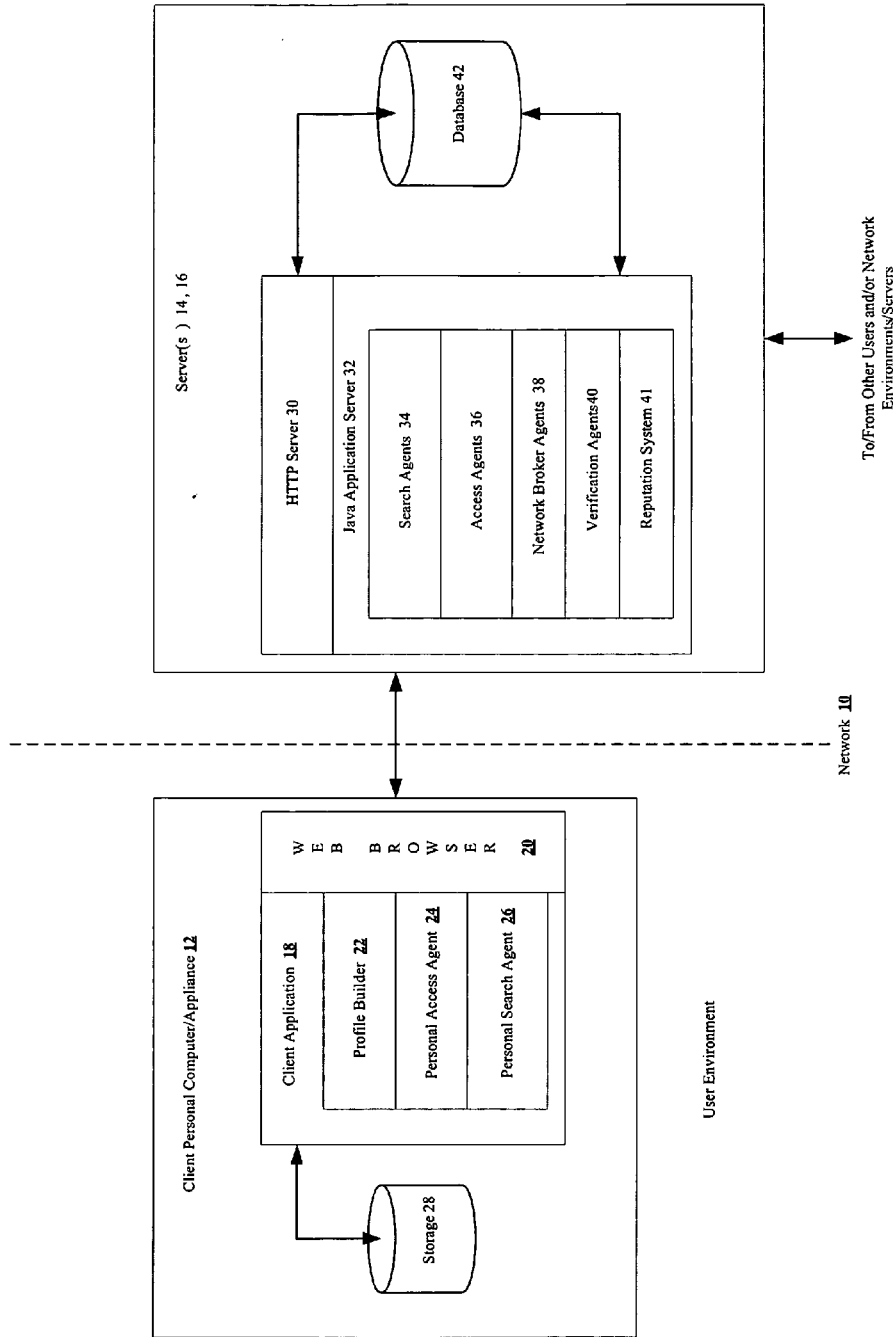 Client Personal Computer/Appliance 12
Client Application 18
Profile Builder 22
Personal Access Agent 24
Personal Search Agent 26
WEB BROWSER 20
Storage 28
User Environment
Network 10
Server(s ) 14, 16
HTTP Server 30
Java Application Server 32
Search Agents 34
Access Agents 36
Network Broker Agents 38
Verification Agents40
Reputation System 41
Database 42
To/From Other Users and/or Network
Environments/Servers